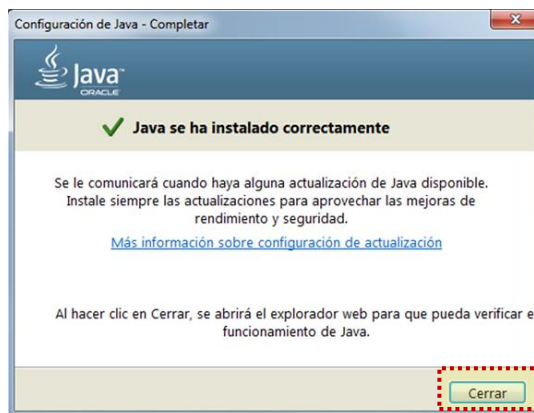 Configuración de Java - Completar
Java™
ORACLE
Java se ha instalado correctamente
Se le comunicará cuando haya alguna actualización de Java disponible.
Instale siempre las actualizaciones para aprovechar las mejoras de
rendimiento y seguridad.
Más información sobre configuración de actualización
Al hacer clic en Cerrar, se abrirá el explorador web para que pueda verificar e
funcionamiento de Java.
Cerrar